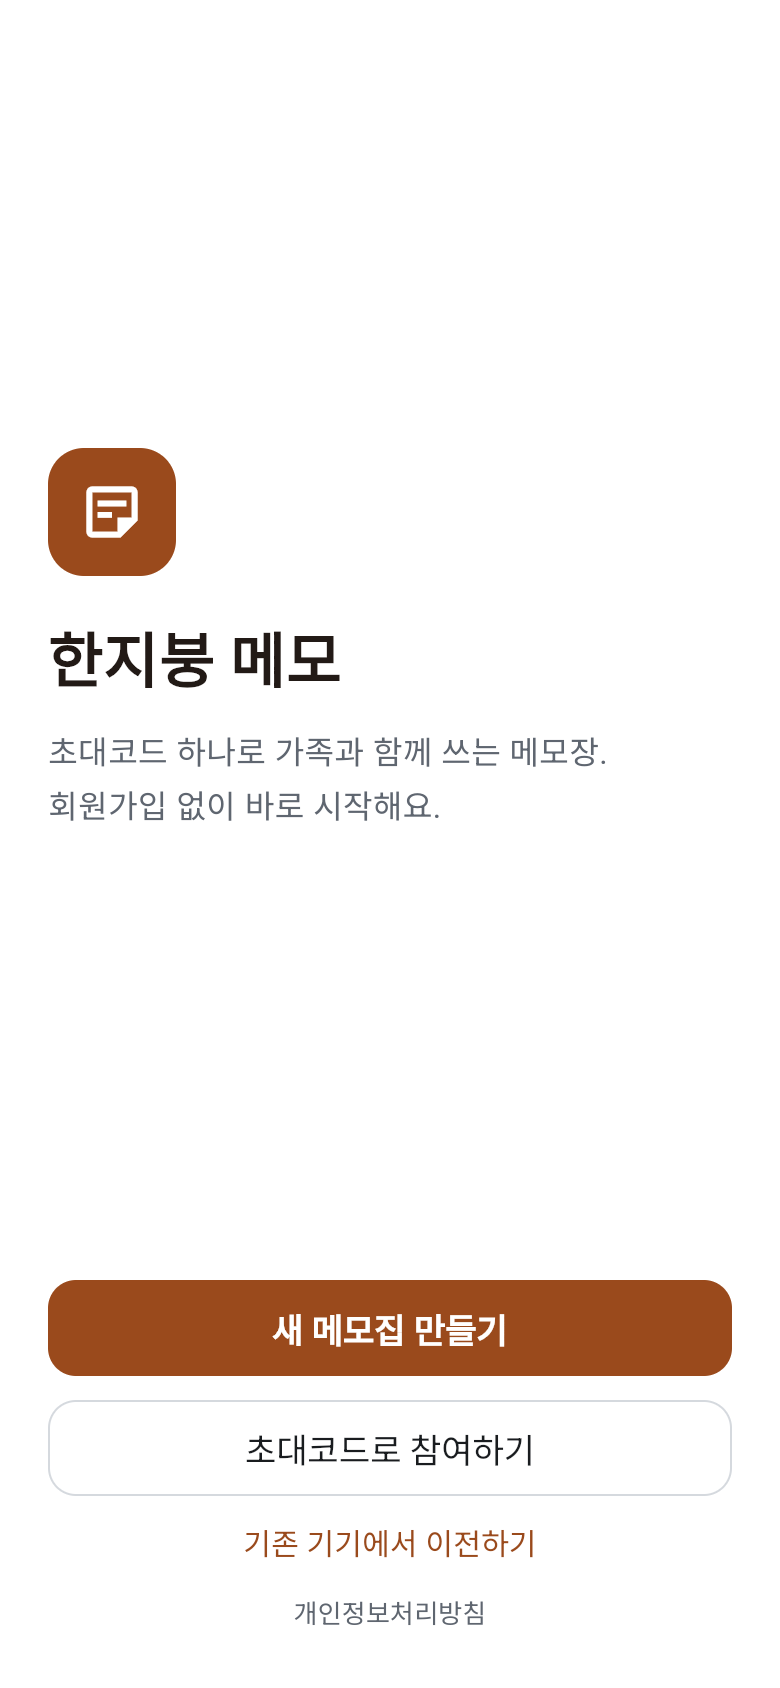 한지붕 메모
초대코드 하나로 가족과 함께 쓰는 메모장.
회원가입 없이 바로 시작해요.
새 메모집 만들기
초대코드로 참여하기
기존 기기에서 이전하기
개인정보처리방침